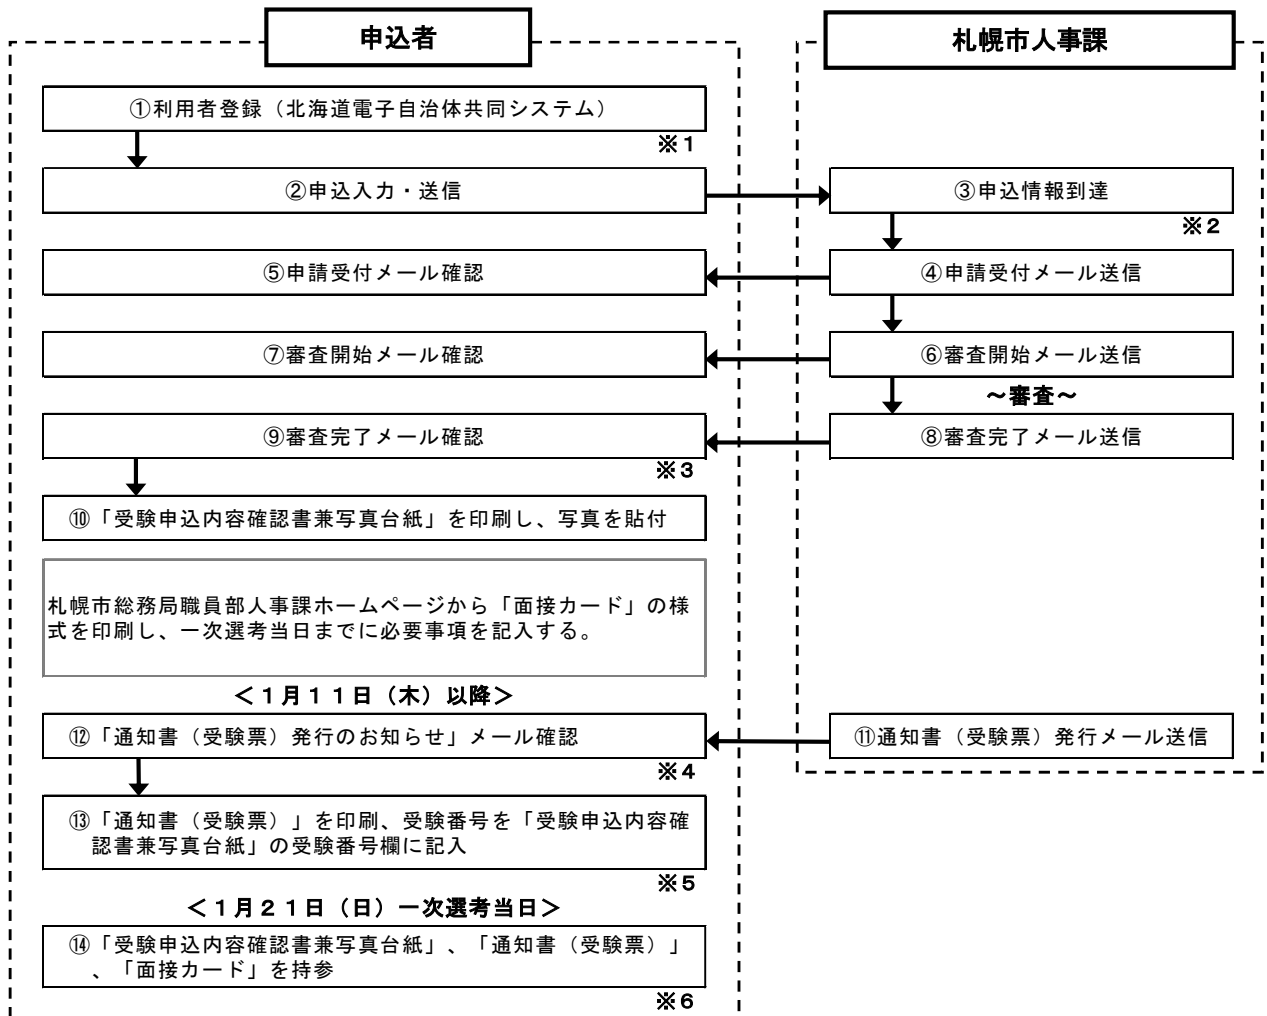 申込者
札幌市人事課
①利用者登録（北海道電子自治体共同システム）
※１
②申込入力・送信
③申込情報到達
※２
⑤申請受付メール確認
④申請受付メール送信
⑦審査開始メール確認
⑥審査開始メール送信
～審査～
⑨審査完了メール確認
⑧審査完了メール送信
※３
⑩「受験申込内容確認書兼写真台紙」を印刷し、写真を貼付
札幌市総務局職員部人事課ホームページから「面接カード」の様
式を印刷し、一次選考当日までに必要事項を記入する。
＜１月１１日（木）以降＞
⑫「通知書（受験票）発行のお知らせ」メール確認
⑪通知書（受験票）発行メール送信
※４
⑬「通知書（受験票）」を印刷、受験番号を「受験申込内容確
認書兼写真台紙」の受験番号欄に記入
※５
＜１月２１日（日）一次選考当日＞
⑭「受験申込内容確認書兼写真台紙」、「通知書（受験票）」
、「面接カード」を持参
※６